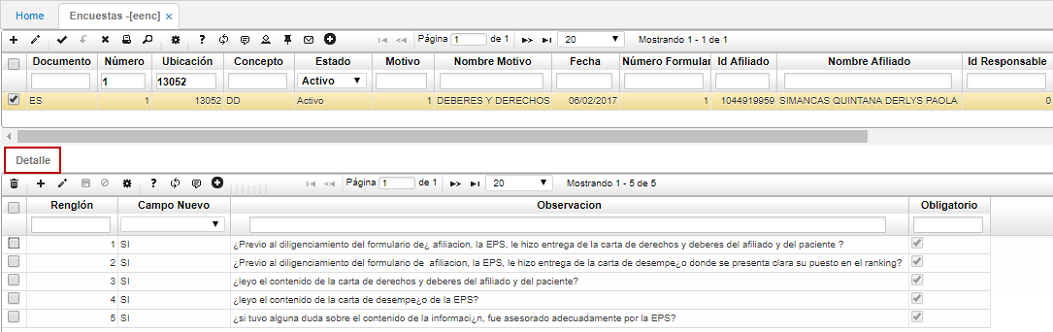 Home Encuestas -[eenc] ×
Página 1 de 1 20 Mostrando 1 - 1 de 1
Documento Número Ubicación Concepto Estado Motivo Nombre Motivo Fecha Número Formular Id Afiliado Nombre Afiliado Id Responsable
1 13052 Activo
ES 1 13052 DD Activo 1 DEBERES Y DERECHOS 06/02/2017 1 1044919959 SIMANCAS QUINTANA DERLYS PAOLA 0
Detalle
Página 1 de 1 20 Mostrando 1 - 5 de 5
Renglón Campo Nuevo Observacion Obligatorio
1 SI ¿Previo al diligenciamiento del formulario de¿ afiliacion, la EPS, le hizo entrega de la carta de derechos y deberes del afiliado y del paciente ?
2 SI ¿Previo al diligenciamiento del formulario de  afiliacion, la EPS, le hizo entrega de la carta de desempe¿o donde se presenta clara su puesto en el ranking?
3 SI ¿leyo el contenido de la carta de derechos y deberes del afiliado y del paciente?
4 SI ¿leyo el contenido de la carta de desempe¿o de la EPS?
5 SI ¿si tuvo alguna duda sobre el contenido de la informaci¿n, fue asesorado adecuadamente por la EPS?